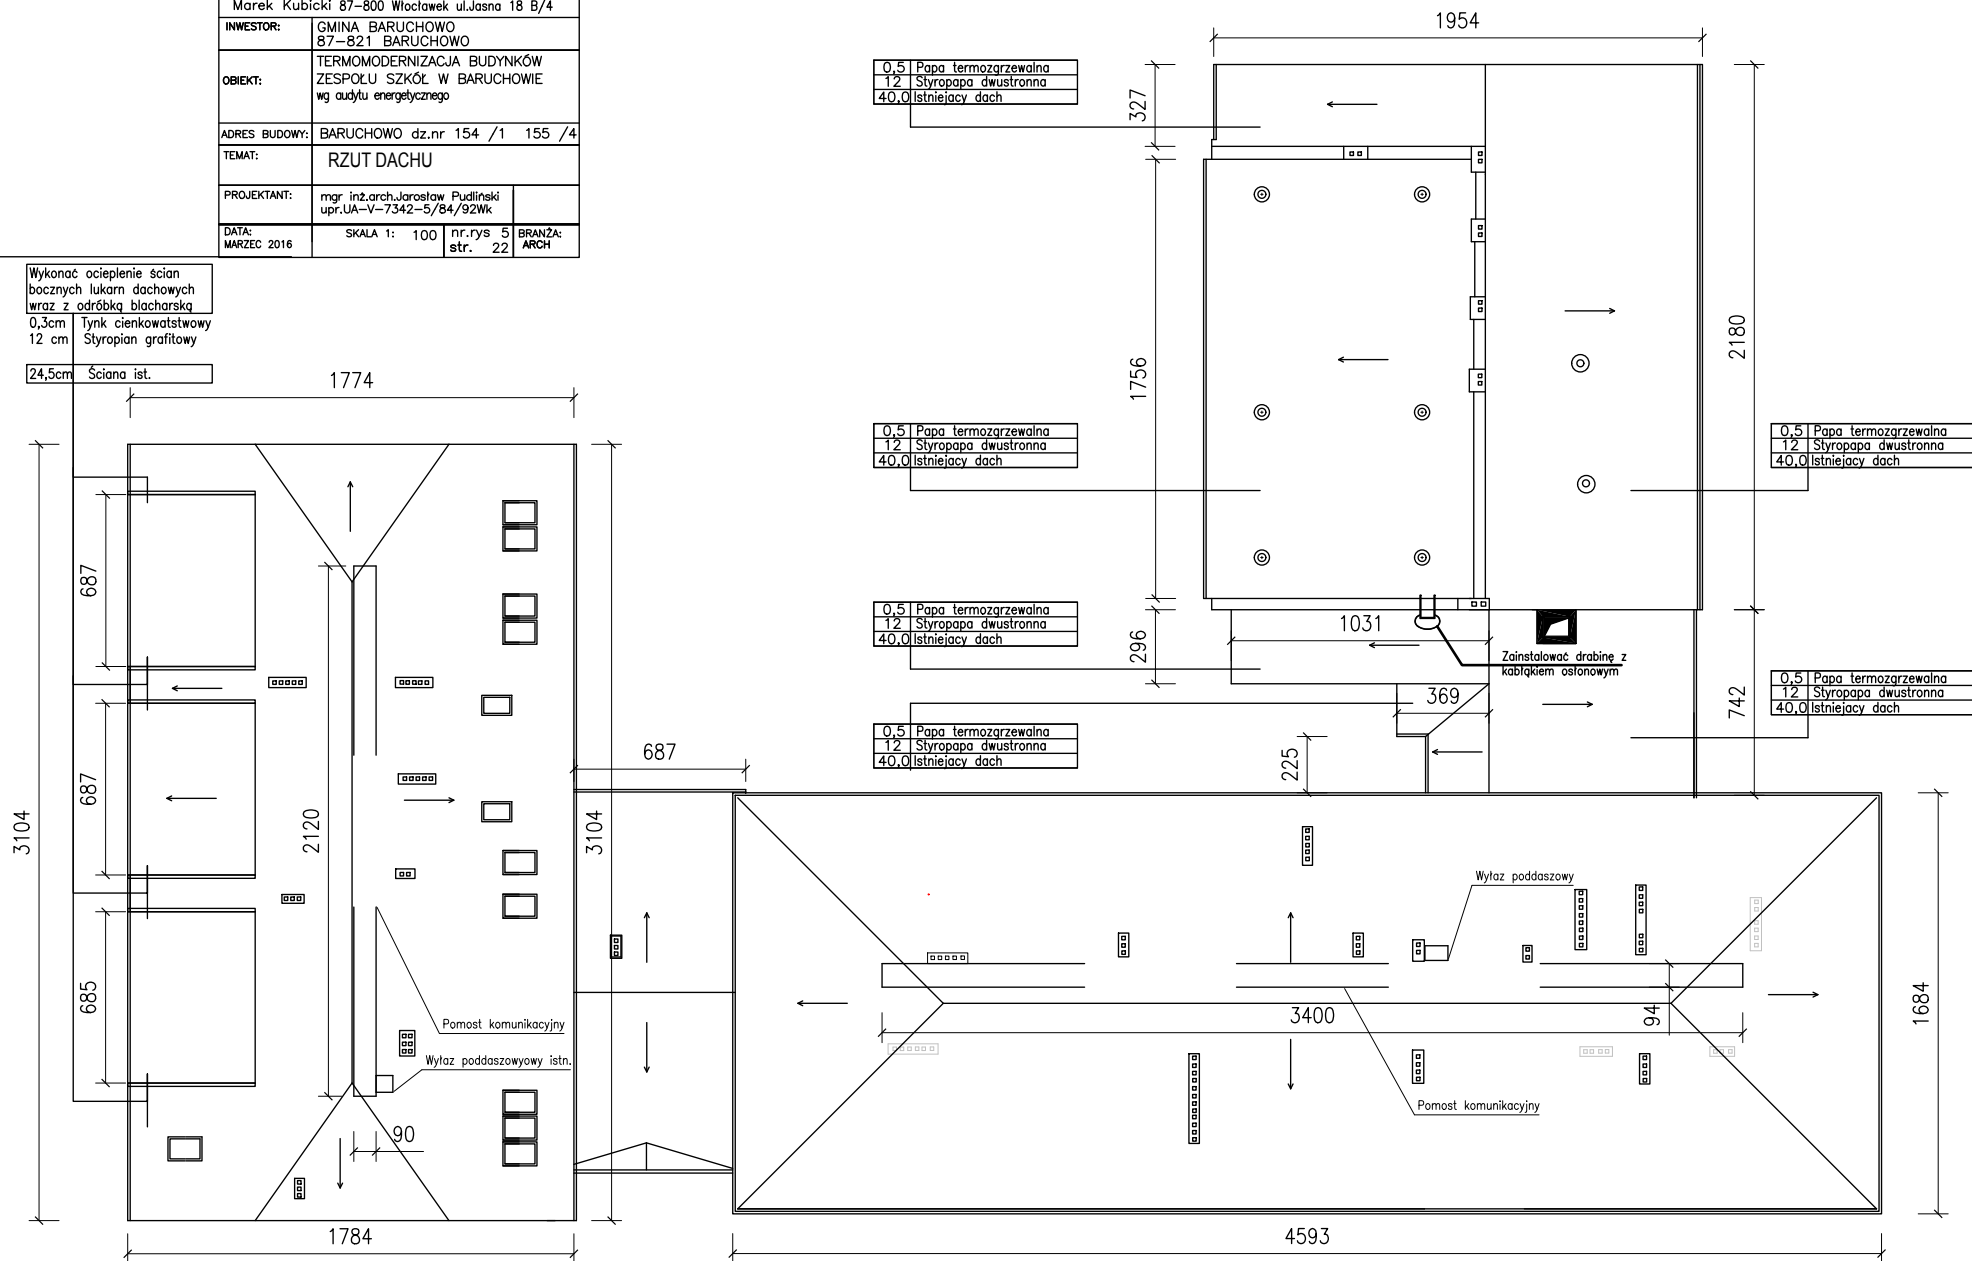 Marek Kubicki 87-800 Włocławek ul.Jasna 18 B/4
INWESTOR: GMINA BARUCHOWO
87-821 BARUCHOWO
OBIEKT: TERMOMODERNIZACJA BUDYNKÓW
ZESPOŁU SZKÓŁ W BARUCHOWIE
wg audytu energetycznego
ADRES BUDOWY: BARUCHOWO dz.nr 154 /1 155 /4
TEMAT: RZUT DACHU
PROJEKTANT: mgr inż.arch.Jarosław Pudliński
upr.UA-V-7342-5/84/92Wk
DATA: MARZEC 2016
SKALA 1: 100
nr.rys 5
str. 22
BRANŻA: ARCH
Wykonać ocieplenie ścian
bocznych lukarn dachowych
wraz z odróbką blacharską
0,3cm Tynk cienkowatstwowy
12 cm Styropian grafitowy
24,5cm Ściana ist.
1774
3104
687
687
685
2120
3104
90
1784
Pomost komunikacyjny
Wyłaz poddaszowyowy istn.
687
0,5 Papa termozgrzewalna
12 Styropapa dwustronna
40,0 Istniejacy dach
0,5 Papa termozgrzewalna
12 Styropapa dwustronna
40,0 Istniejacy dach
0,5 Papa termozgrzewalna
12 Styropapa dwustronna
40,0 Istniejacy dach
0,5 Papa termozgrzewalna
12 Styropapa dwustronna
40,0 Istniejacy dach
1954
327
1756
296
2180
742
1031
369
225
Zainstalować drabinę z
kabłąkiem osłonowym
0,5 Papa termozgrzewalna
12 Styropapa dwustronna
40,0 Istniejacy dach
0,5 Papa termozgrzewalna
12 Styropapa dwustronna
40,0 Istniejacy dach
Wyłaz poddaszowy
3400
94
1684
Pomost komunikacyjny
4593